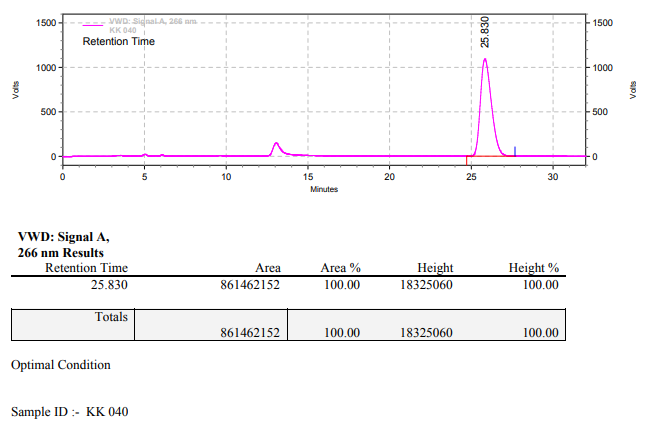 VWD: Signal A, 266 nm
KK 040
Retention Time
25.830
1500 1500
1000 1000
500 500
0 0
Volts
Volts
0 5 10 15 20 25 30
Minutes
VWD: Signal A,
266 nm Results
Retention Time Area Area % Height Height %
25.830 861462152 100.00 18325060 100.00
Totals
861462152 100.00 18325060 100.00
Optimal Condition
Sample ID :- KK 040